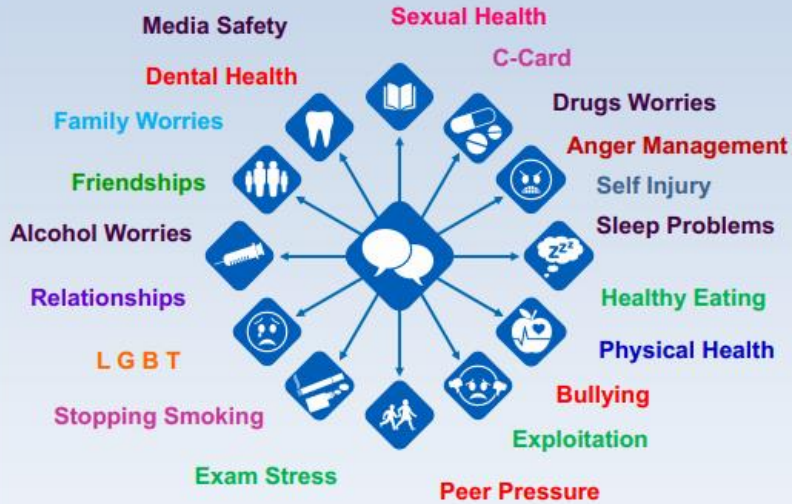 Sexual Health
Media Safety
C-Card
Dental Health
Drugs Worries
Family Worries
Anger Management
Friendships
Self Injury
Alcohol Worries
Sleep Problems
zzz
Relationships
Healthy Eating
L G B T
Physical Health
Stopping Smoking
Bullying
Exploitation
Exam Stress
Peer Pressure